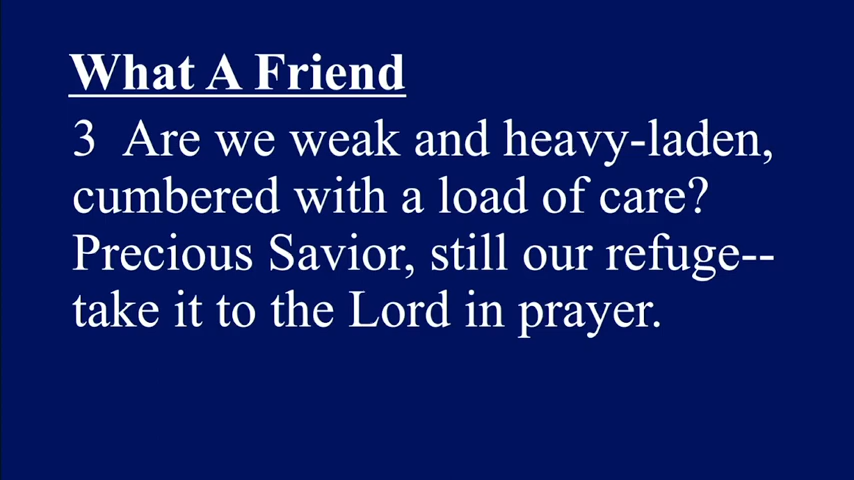 What A Friend
3 Are we weak and heavy-laden,
cumbered with a load of care?
Precious Savior, still our refuge--
take it to the Lord in prayer.